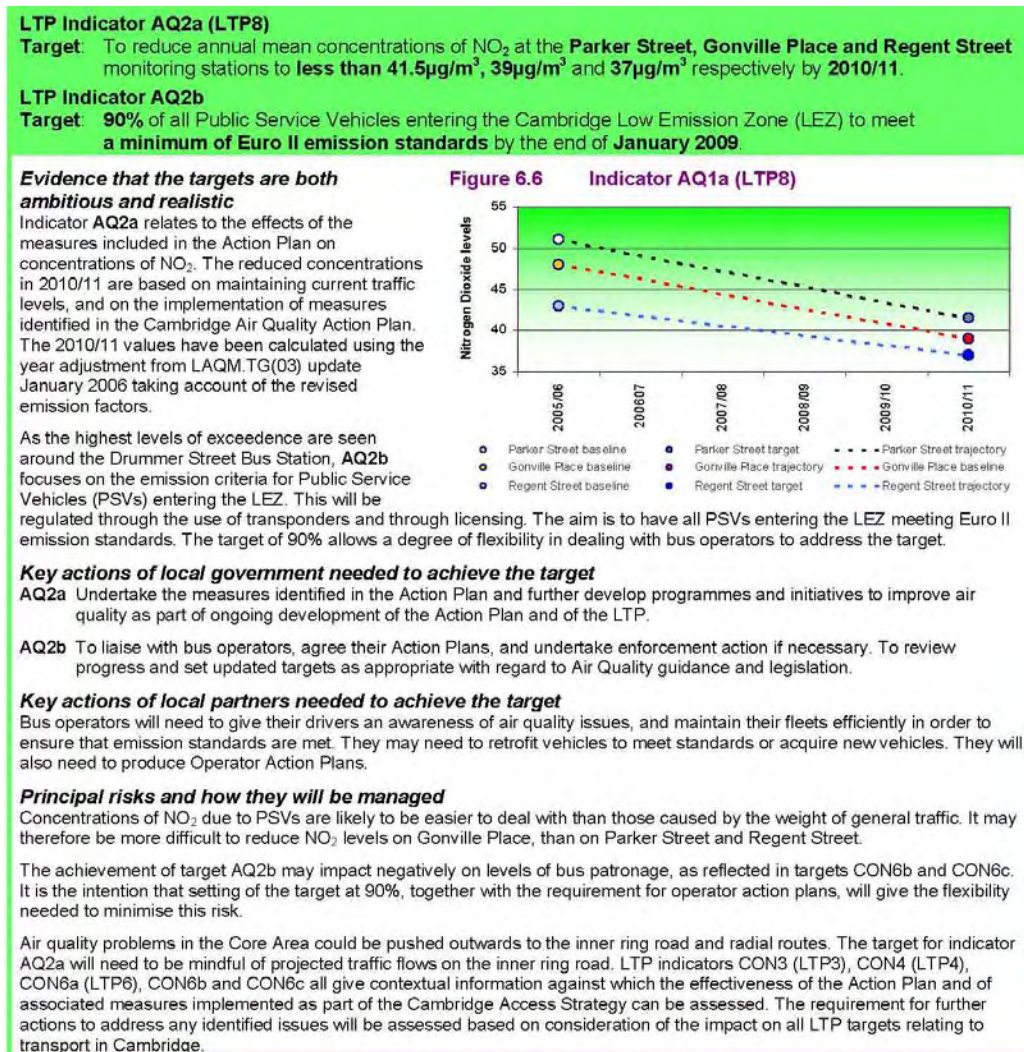 LTP Indicator AQ2a (LTP8)
Target: To reduce annual mean concentrations of NO₂ at the Parker Street, Gonville Place and Regent Street
monitoring stations to less than 41.5µg/m³, 39µg/m³ and 37µg/m³ respectively by 2010/11.
LTP Indicator AQ2b
Target: 90% of all Public Service Vehicles entering the Cambridge Low Emission Zone (LEZ) to meet
a minimum of Euro II emission standards by the end of January 2009.
Evidence that the targets are both
ambitious and realistic
Indicator AQ2a relates to the effects of the
measures included in the Action Plan on
concentrations of NO₂. The reduced concentrations
in 2010/11 are based on maintaining current traffic
levels, and on the implementation of measures
identified in the Cambridge Air Quality Action Plan.
The 2010/11 values have been calculated using the
year adjustment from LAQM.TG(03) update
January 2006 taking account of the revised
emission factors.
As the highest levels of exceedence are seen
around the Drummer Street Bus Station, AQ2b
focuses on the emission criteria for Public Service
Vehicles (PSVs) entering the LEZ. This will be
regulated through the use of transponders and through licensing. The aim is to have all PSVs entering the LEZ meeting Euro II
emission standards. The target of 90% allows a degree of flexibility in dealing with bus operators to address the target.
Figure 6.6 Indicator AQ1a (LTP8)
Nitrogen Dioxide levels
55
50
45
40
35
2005/06
200607
2007/08
2008/09
2009/10
2010/11
Parker Street baseline Parker Street target Parker Street trajectory
Gonville Place baseline Gonville Place trajectory Gonville Place baseline
Regent Street baseline Regent Street target Regent Street trajectory
Key actions of local government needed to achieve the target
AQ2a Undertake the measures identified in the Action Plan and further develop programmes and initiatives to improve air
quality as part of ongoing development of the Action Plan and of the LTP.
AQ2b To liaise with bus operators, agree their Action Plans, and undertake enforcement action if necessary. To review
progress and set updated targets as appropriate with regard to Air Quality guidance and legislation.
Key actions of local partners needed to achieve the target
Bus operators will need to give their drivers an awareness of air quality issues, and maintain their fleets efficiently in order to
ensure that emission standards are met. They may need to retrofit vehicles to meet standards or acquire new vehicles. They will
also need to produce Operator Action Plans.
Principal risks and how they will be managed
Concentrations of NO₂ due to PSVs are likely to be easier to deal with than those caused by the weight of general traffic. It may
therefore be more difficult to reduce NO₂ levels on Gonville Place, than on Parker Street and Regent Street.
The achievement of target AQ2b may impact negatively on levels of bus patronage, as reflected in targets CON6b and CON6c.
It is the intention that setting of the target at 90%, together with the requirement for operator action plans, will give the flexibility
needed to minimise this risk.
Air quality problems in the Core Area could be pushed outwards to the inner ring road and radial routes. The target for indicator
AQ2a will need to be mindful of projected traffic flows on the inner ring road. LTP indicators CON3 (LTP3), CON4 (LTP4),
CON6a (LTP6), CON6b and CON6c all give contextual information against which the effectiveness of the Action Plan and of
associated measures implemented as part of the Cambridge Access Strategy can be assessed. The requirement for further
actions to address any identified issues will be assessed based on consideration of the impact on all LTP targets relating to
transport in Cambridge.